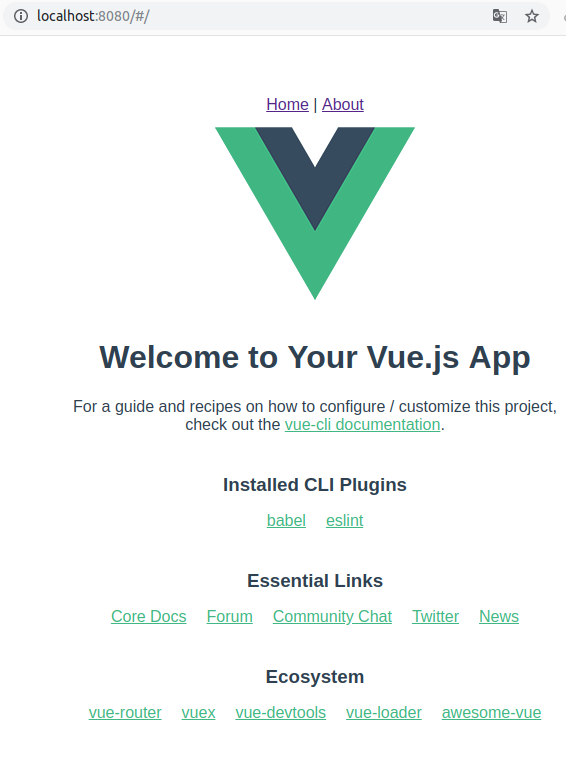 localhost:8080/#/
Home | About
Welcome to Your Vue.js App
For a guide and recipes on how to configure / customize this project,
check out the vue-cli documentation.
Installed CLI Plugins
babel eslint
Essential Links
Core Docs Forum Community Chat Twitter News
Ecosystem
vue-router vuex vue-devtools vue-loader awesome-vue